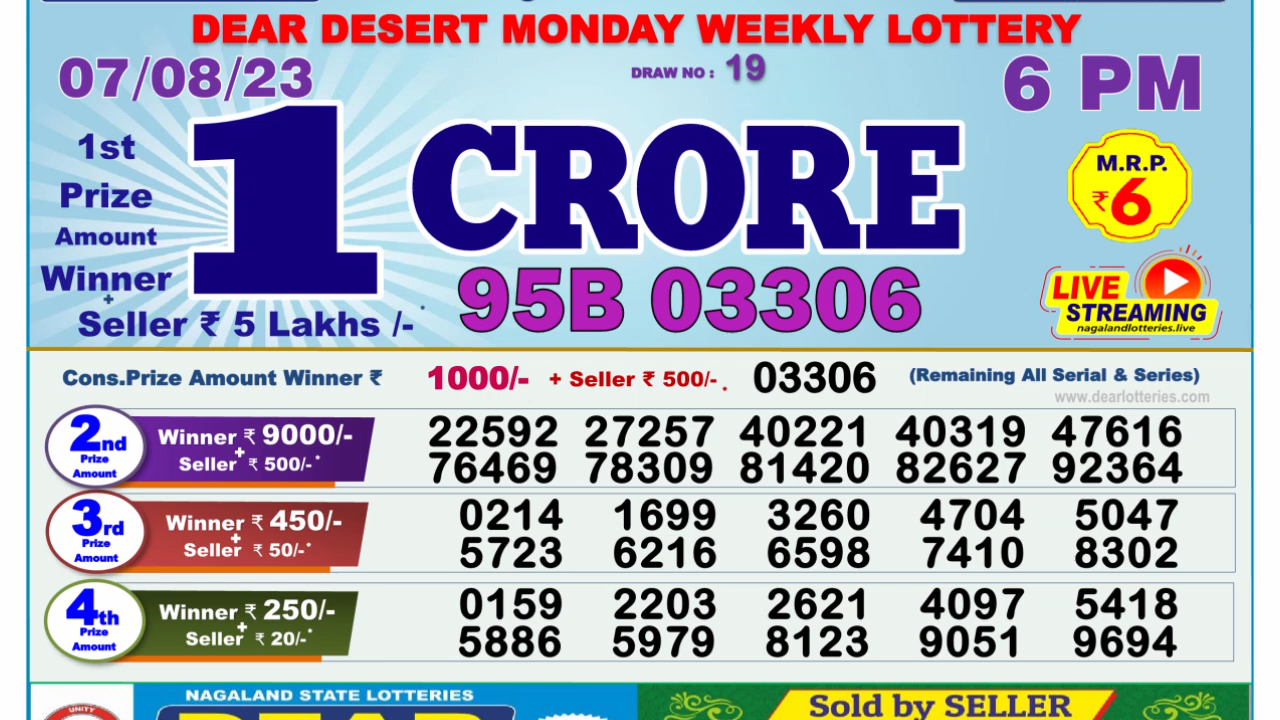 DEAR DESERT MONDAY WEEKLY LOTTERY
07/08/23
DRAW NO : 19
6 PM
1st
Prize
Amount
Winner
+
Seller ₹ 5 Lakhs /- *
1 CRORE
95B 03306
M.R.P.
₹6
LIVE
STREAMING
nagalandlotteries.live
Cons.Prize Amount Winner ₹ 1000/- + Seller ₹ 500/- . 03306 (Remaining All Serial & Series)
www.dearlotteries.com
2nd
Prize
Amount
Winner ₹ 9000/-
+
Seller ₹ 500/- *
22592 27257 40221 40319 47616
76469 78309 81420 82627 92364
3rd
Prize
Amount
Winner ₹ 450/-
+
Seller ₹ 50/- *
0214 1699 3260 4704 5047
5723 6216 6598 7410 8302
4th
Prize
Amount
Winner ₹ 250/-
+
Seller ₹ 20/- *
0159 2203 2621 4097 5418
5886 5979 8123 9051 9694
UNITY
NAGALAND STATE LOTTERIES
DEAR
Sold by SELLER